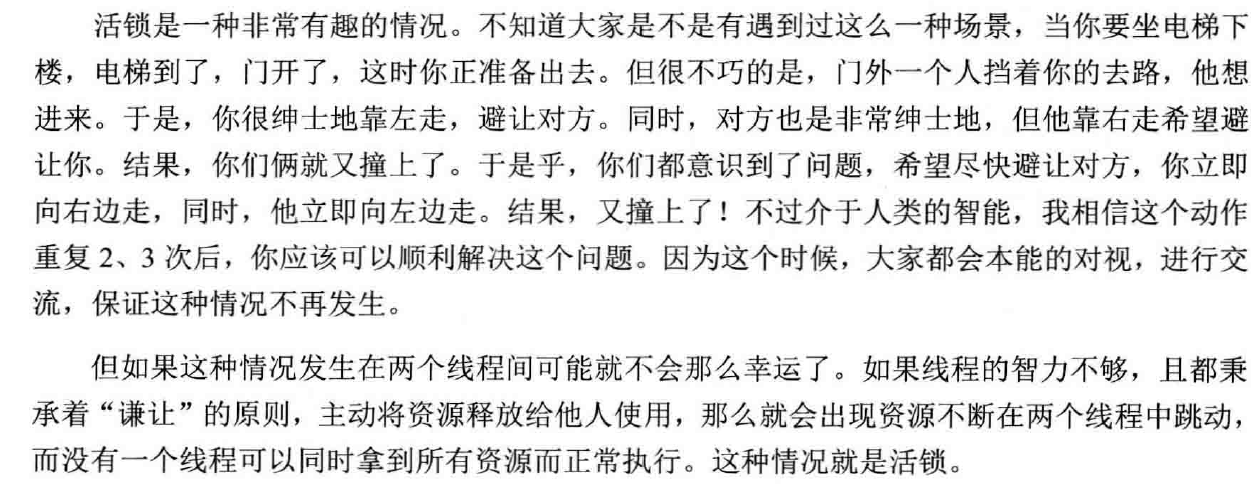 活锁是一种非常有趣的情况。不知道大家是不是有遇到过这么一种场景，当你要坐电梯下
楼，电梯到了，门开了，这时你正准备出去。但很不巧的是，门外一个人挡着你的去路，他想
进来。于是，你很绅士地靠左走，避让对方。同时，对方也是非常绅士地，但他靠右走希望避
让你。结果，你们俩就又撞上了。于是乎，你们都意识到了问题，希望尽快避让对方，你立即
向右边走，同时，他立即向左边走。结果，又撞上了！不过介于人类的智能，我相信这个动作
重复 2、3 次后，你应该可以顺利解决这个问题。因为这个时候，大家都会本能的对视，进行交
流，保证这种情况不再发生。
但如果这种情况发生在两个线程间可能就不会那么幸运了。如果线程的智力不够，且都秉
承着“谦让”的原则，主动将资源释放给他人使用，那么就会出现资源不断在两个线程中跳动，
而没有一个线程可以同时拿到所有资源而正常执行。这种情况就是活锁。